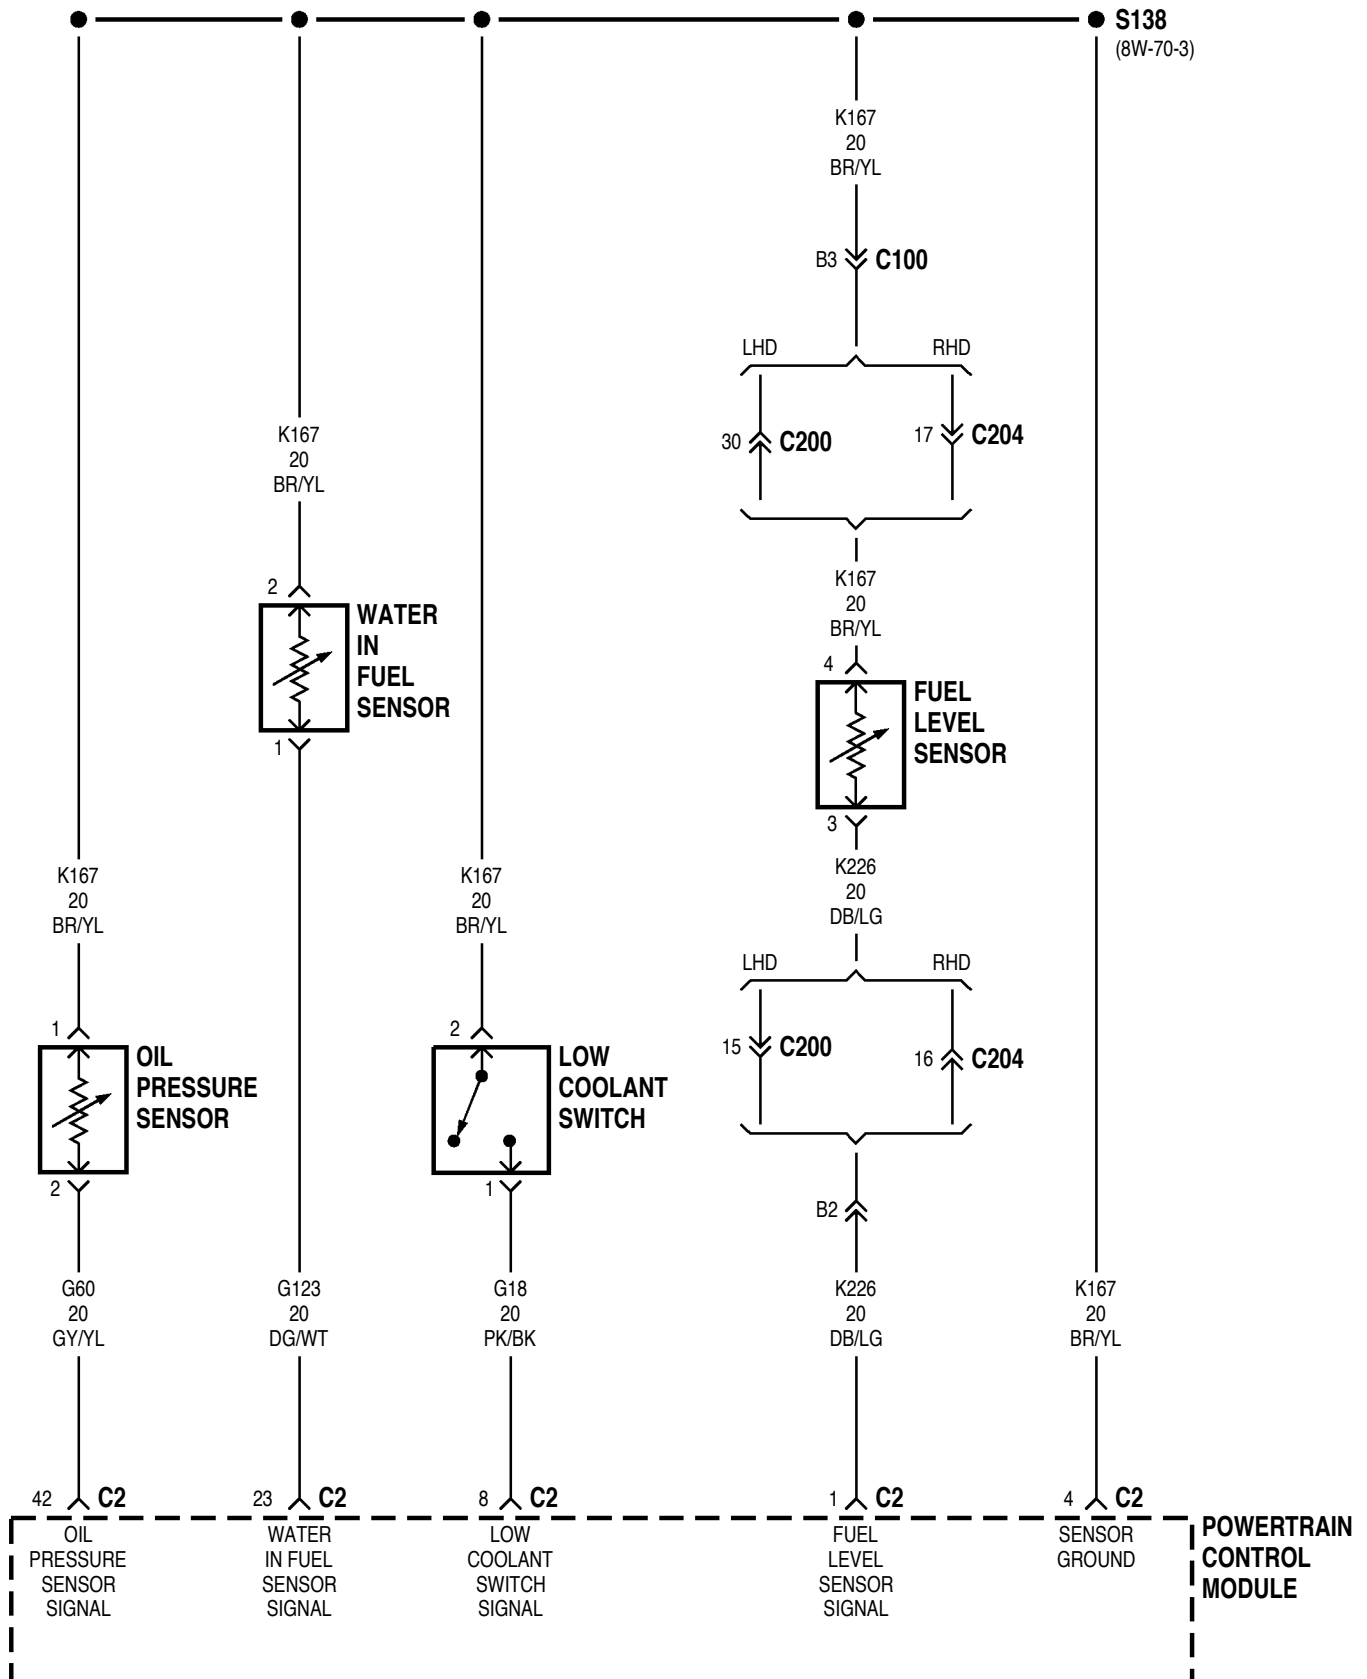 S138
(8W-70-3)
K167
20
BR/YL
B3 C100
LHD RHD
30 C200 17 C204
K167
20
BR/YL
2
WATER
IN
FUEL
SENSOR
1
K167
20
BR/YL
4
FUEL
LEVEL
SENSOR
3
K167
20
BR/YL
K167
20
BR/YL
K226
20
DB/LG
LHD RHD
15 C200 16 C204
1
OIL
PRESSURE
SENSOR
2
2
LOW
COOLANT
SWITCH
1
B2
G60
20
GY/YL
G123
20
DG/WT
G18
20
PK/BK
K226
20
DB/LG
K167
20
BR/YL
42 C2 23 C2 8 C2 1 C2 4 C2
OIL
PRESSURE
SENSOR
SIGNAL
WATER
IN FUEL
SENSOR
SIGNAL
LOW
COOLANT
SWITCH
SIGNAL
FUEL
LEVEL
SENSOR
SIGNAL
SENSOR
GROUND
POWERTRAIN
CONTROL
MODULE